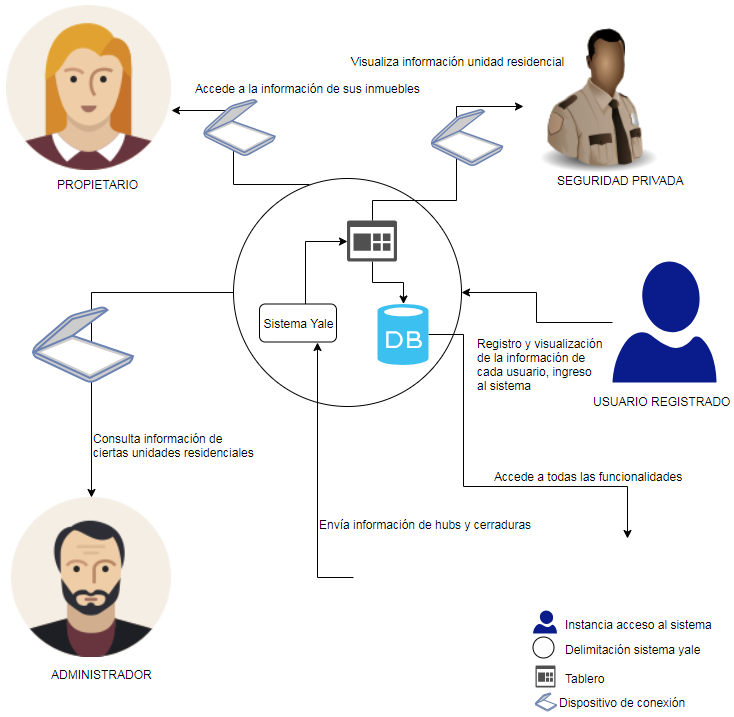 Visualiza información unidad residencial
Accede a la información de sus inmuebles
PROPIETARIO
SEGURIDAD PRIVADA
Sistema Yale
DB
Registro y visualización
de la información de
cada usuario, ingreso
al sistema
USUARIO REGISTRADO
Consulta información de
ciertas unidades residenciales
Accede a todas las funcionalidades
Envía información de hubs y cerraduras
ADMINISTRADOR
Instancia acceso al sistema
Delimitación sistema yale
Tablero
Dispositivo de conexión